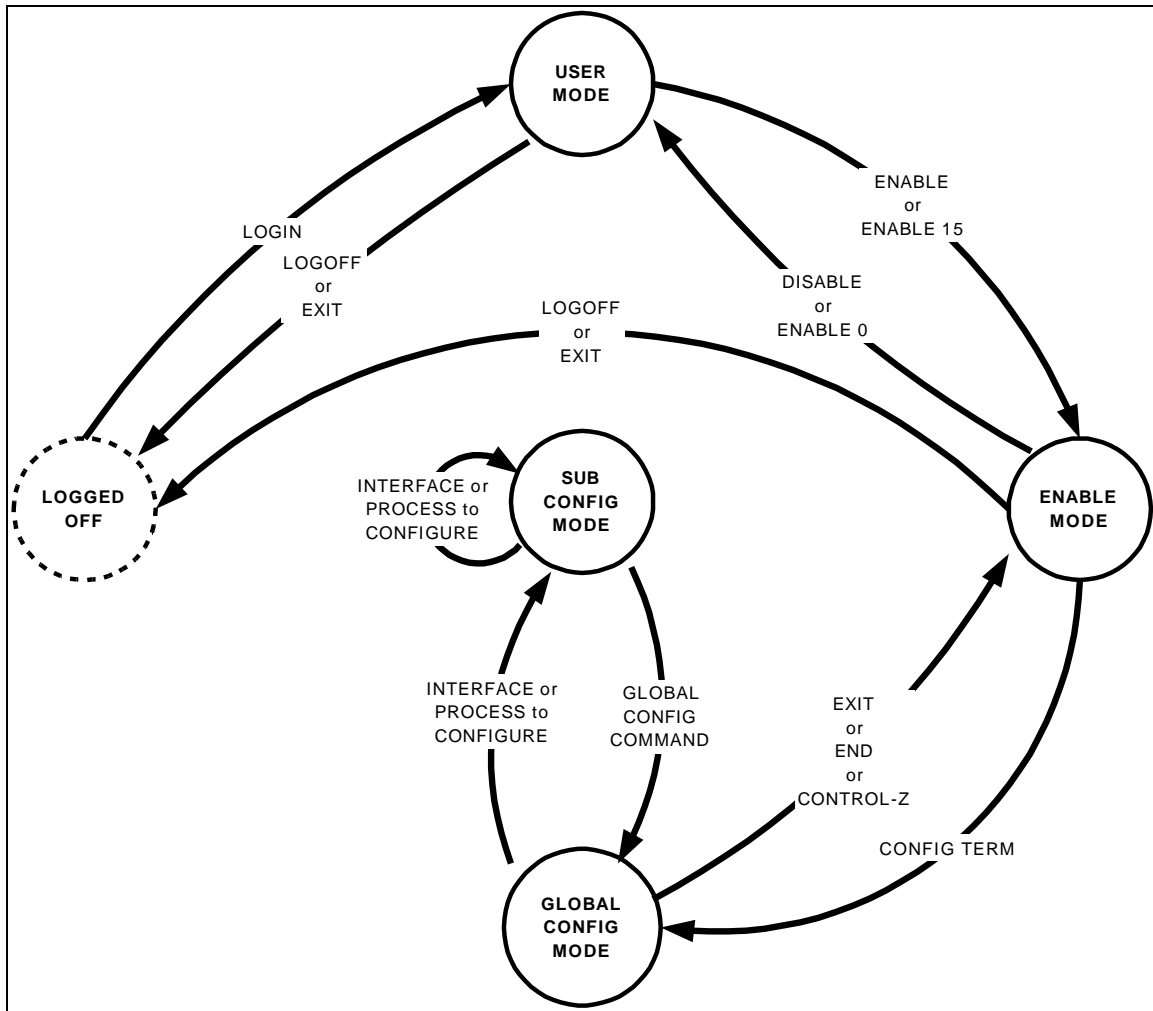 USER
MODE
ENABLE
or
ENABLE 15
LOGIN
LOGOFF
or
EXIT
DISABLE
or
ENABLE 0
LOGOFF
or
EXIT
LOGGED
OFF
INTERFACE or
PROCESS to
CONFIGURE
SUB
CONFIG
MODE
ENABLE
MODE
INTERFACE or
PROCESS to
CONFIGURE
GLOBAL
CONFIG
COMMAND
EXIT
or
END
or
CONTROL-Z
CONFIG TERM
GLOBAL
CONFIG
MODE